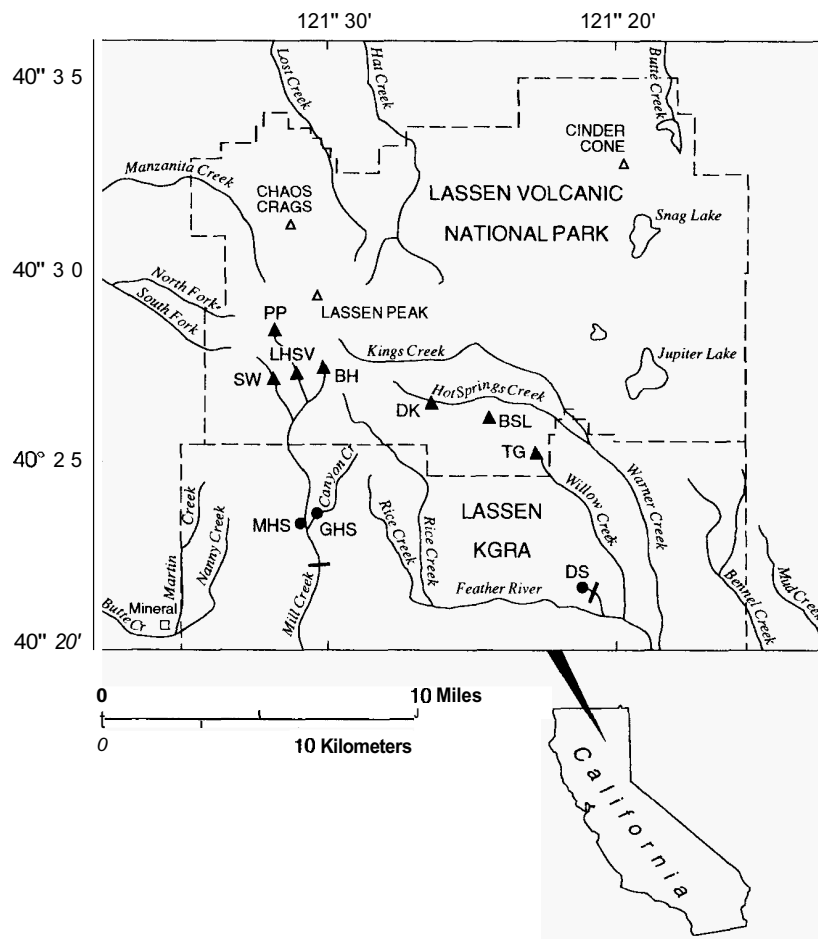 121" 30'
121" 20'
40" 3 5
Lost Creek
Hat Creek
Butte Creek
CINDER
CONE
Manzanita Creek
CHAOS
CRAGS
LASSEN VOLCANIC
NATIONAL PARK
Snag Lake
40" 3 0
North Fork
South Fork
PP
LASSEN PEAK
LHSV
Kings Creek
Jupiter Lake
SW
BH
HotSprings Creek
DK
BSL
TG
40° 2 5
Canyon Cr
Willow Creek
Warner Creek
Creek
Martin
Nanny Creek
MHS
GHS
Rice Creek
Rice Creek
LASSEN
KGRA
DS
Feather River
Bennel Creek
Mud Creek
Mineral
Butte Cr
Mill Creek
40" 20'
0
10 Miles
0
10 Kilometers
California